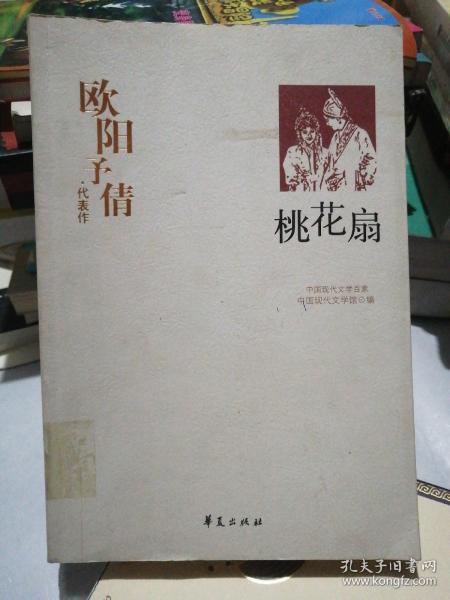 欧阳予倩
·代表作
桃花扇
中国现代文学百家
中国现代文学馆◎编
华夏出版社
孔夫子旧书网
www.kongfz.com